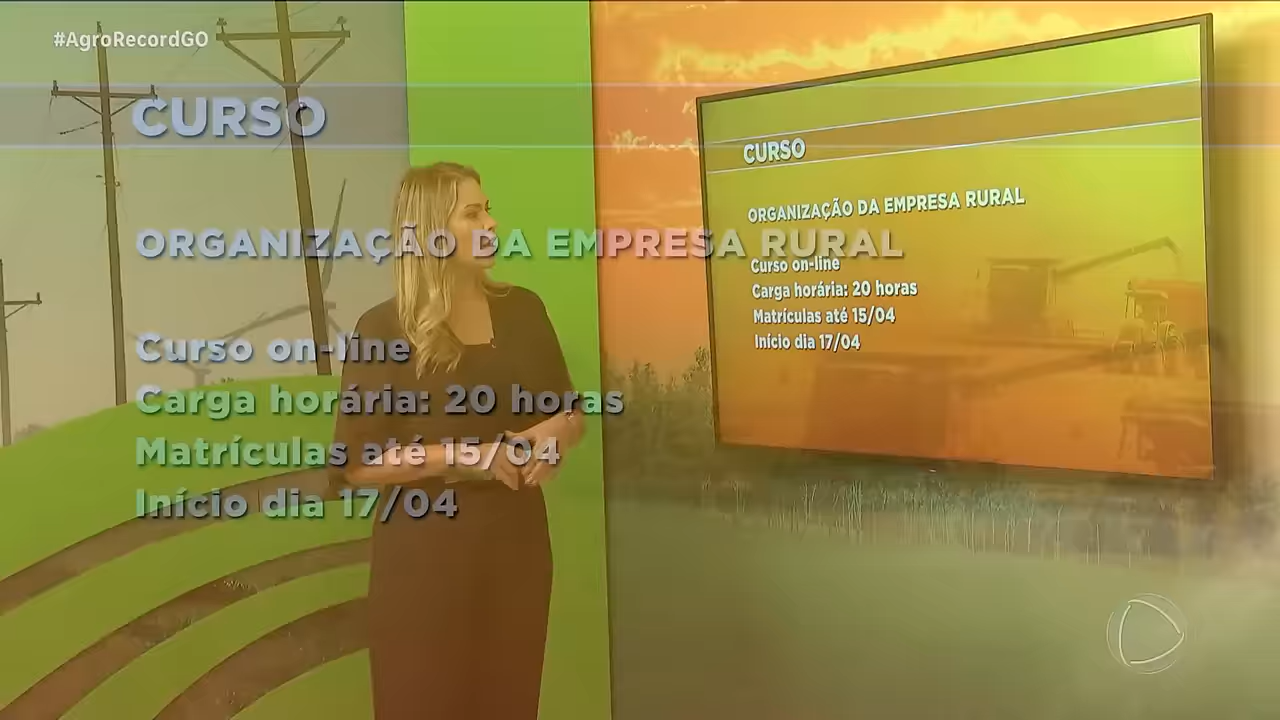 #AgroRecordGO
CURSO
ORGANIZAÇÃO DA EMPRESA RURAL
Curso on-line
Carga horária: 20 horas
Matrículas até 15/04
Início dia 17/04
CURSO
ORGANIZAÇÃO DA EMPRESA RURAL
Curso on-line
Carga horária: 20 horas
Matrículas até 15/04
Início dia 17/04